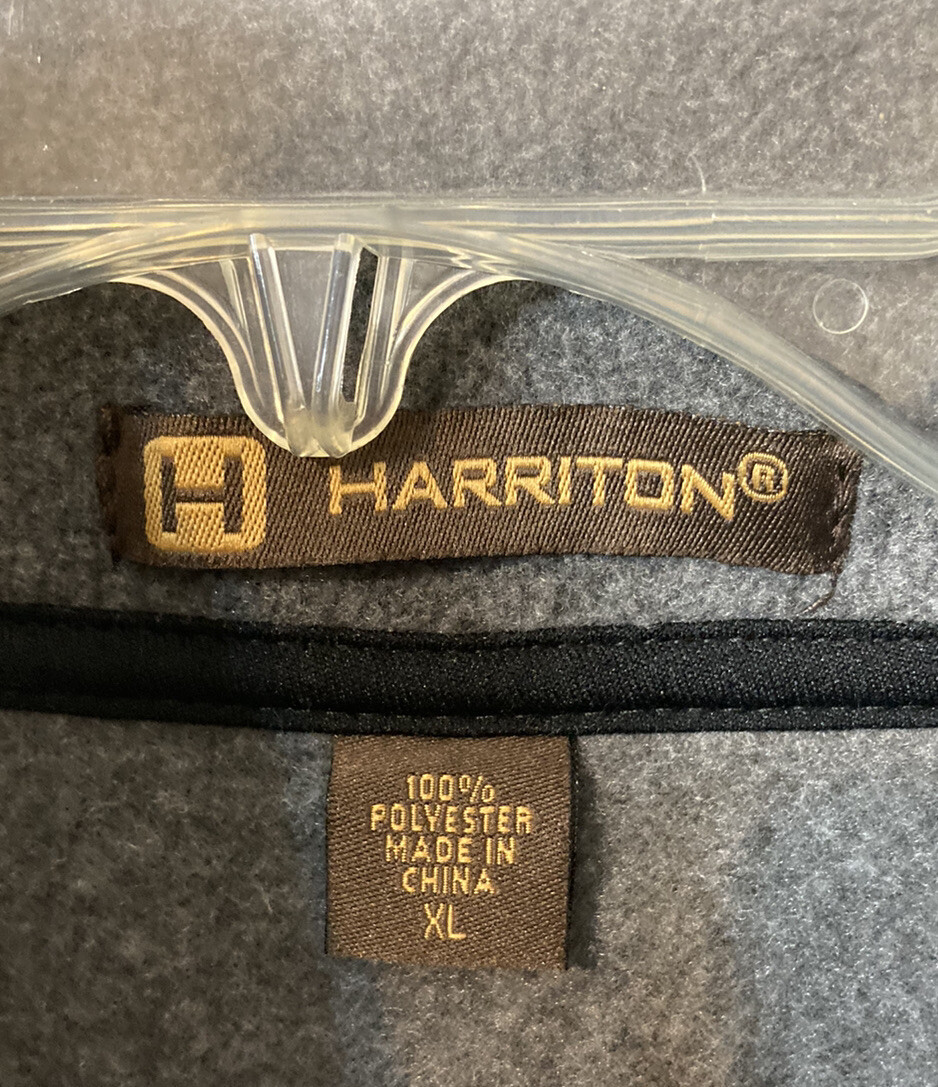 H HARRITON®
100%
POLYESTER
MADE IN
CHINA
XL